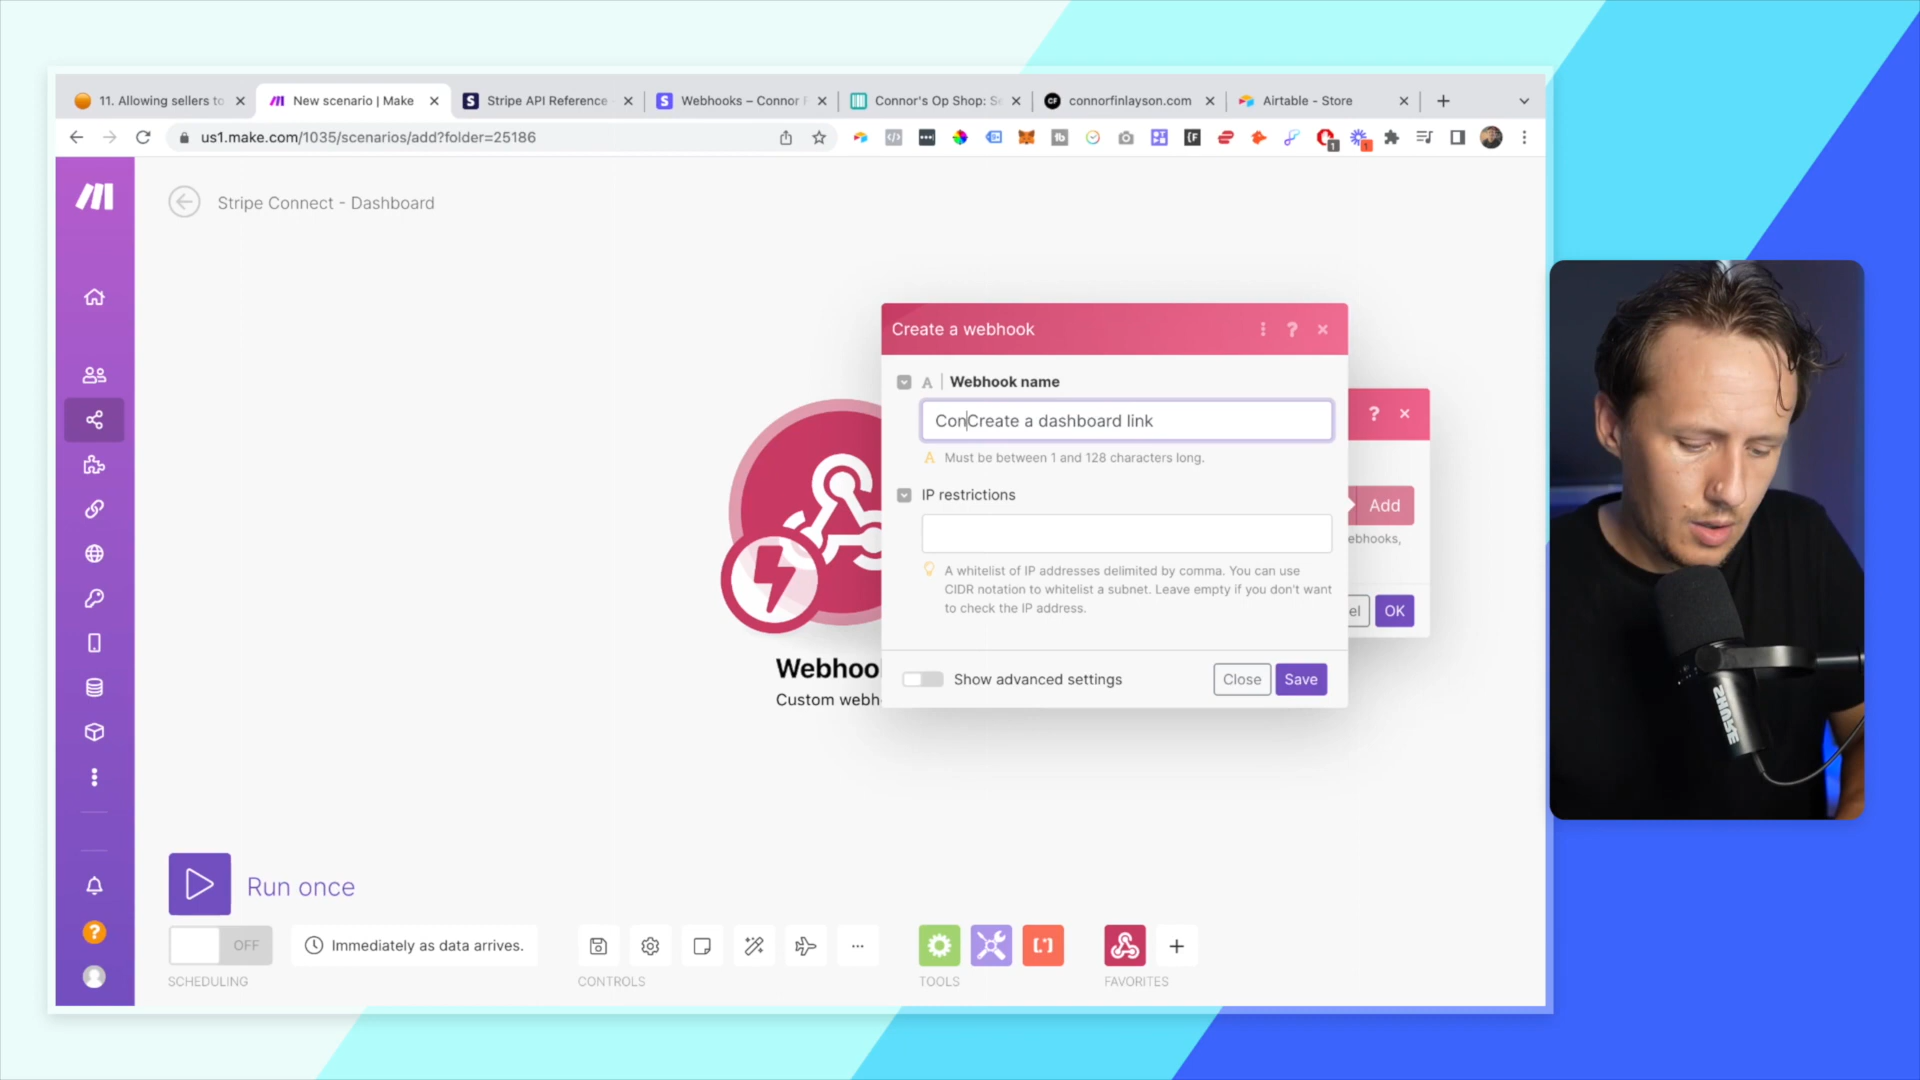 11. Allowing sellers to
New scenario | Make
Stripe API Reference
Webhooks – Connor F
Connor's Op Shop: Se
connorfinlayson.com
Airtable - Store
us1.make.com/1035/scenarios/add?folder=25186
Stripe Connect - Dashboard
Create a webhook
?
A | Webhook name
ConCreate a dashboard link
Must be between 1 and 128 characters long.
IP restrictions
A whitelist of IP addresses delimited by comma. You can use
CIDR notation to whitelist a subnet. Leave empty if you don't want
to check the IP address.
Show advanced settings
Close
Save
?
Add
ebhooks,
el
OK
Webhoo
Custom webh
Run once
OFF
Immediately as data arrives.
SCHEDULING
CONTROLS
TOOLS
FAVORITES
?
SHURE